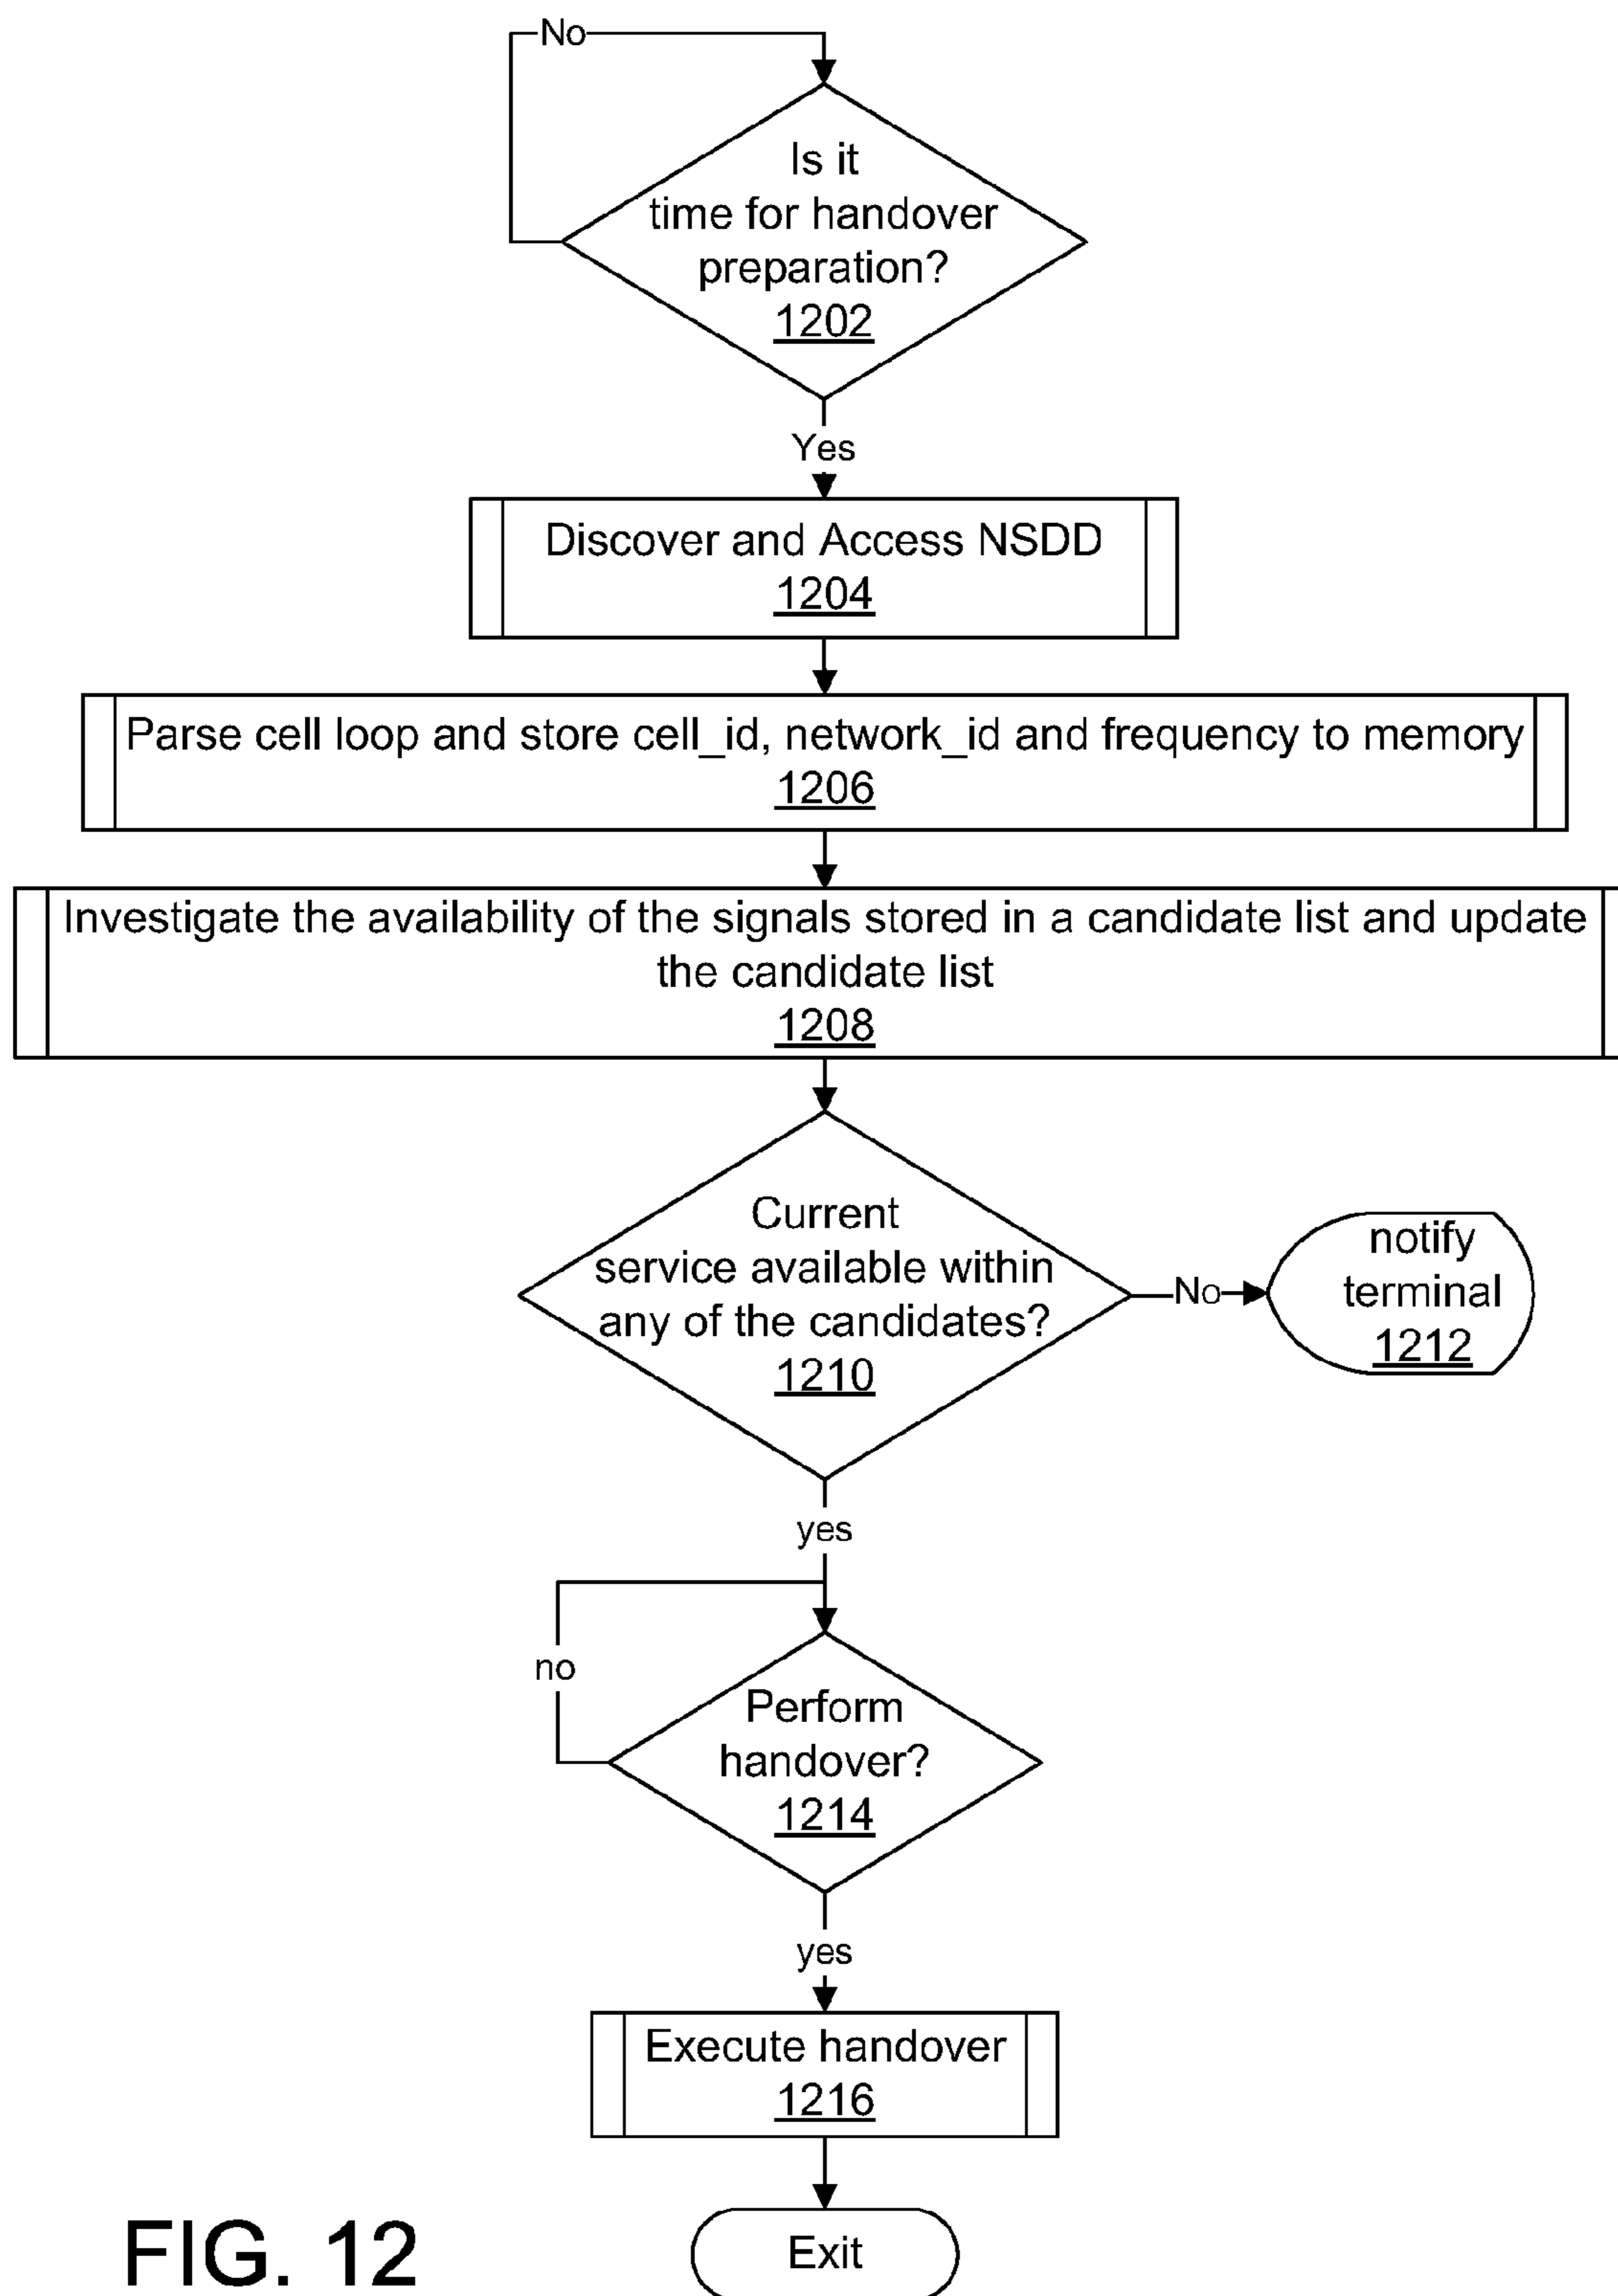 No
Is it
time for handover
preparation?
1202
Yes
Discover and Access NSDD
1204
Parse cell loop and store cell_id, network_id and frequency to memory
1206
Investigate the availability of the signals stored in a candidate list and update
the candidate list
1208
Current
service available within
any of the candidates?
1210
No
notify
terminal
1212
yes
no
Perform
handover?
1214
yes
Execute handover
1216
Exit
FIG. 12